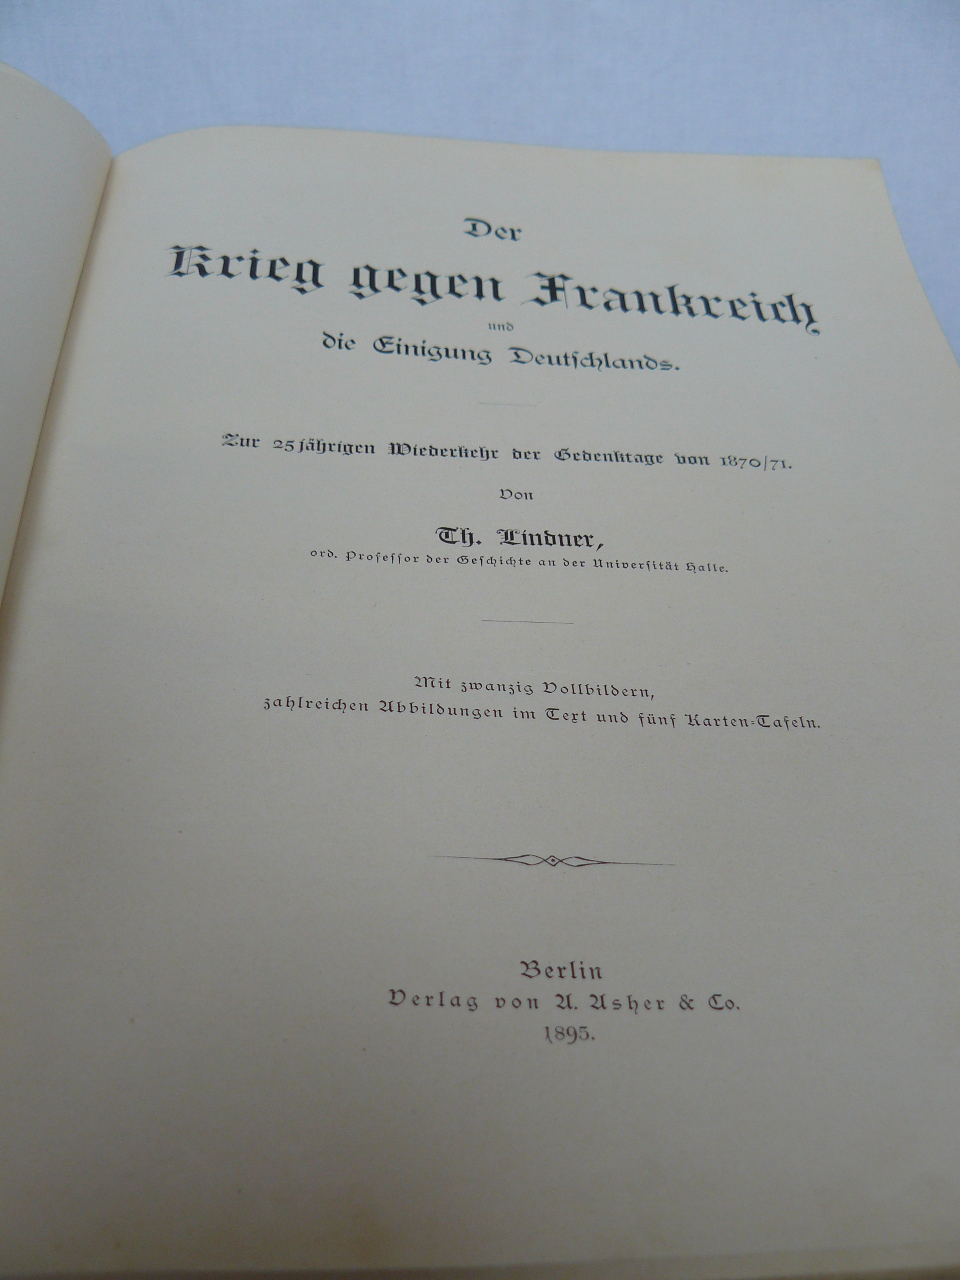 Der
Krieg gegen Frankreich
und
die Einigung Deutschlands.
Zur 25jährigen Wiederkehr der Gedenktage von 1870/71.
Von
Th. Lindner,
ord. Professor der Geschichte an der Universität Halle.
Mit zwanzig Vollbildern,
zahlreichen Abbildungen im Text und fünf Karten-Tafeln.
Berlin
Verlag von A. Asher & Co.
1895.